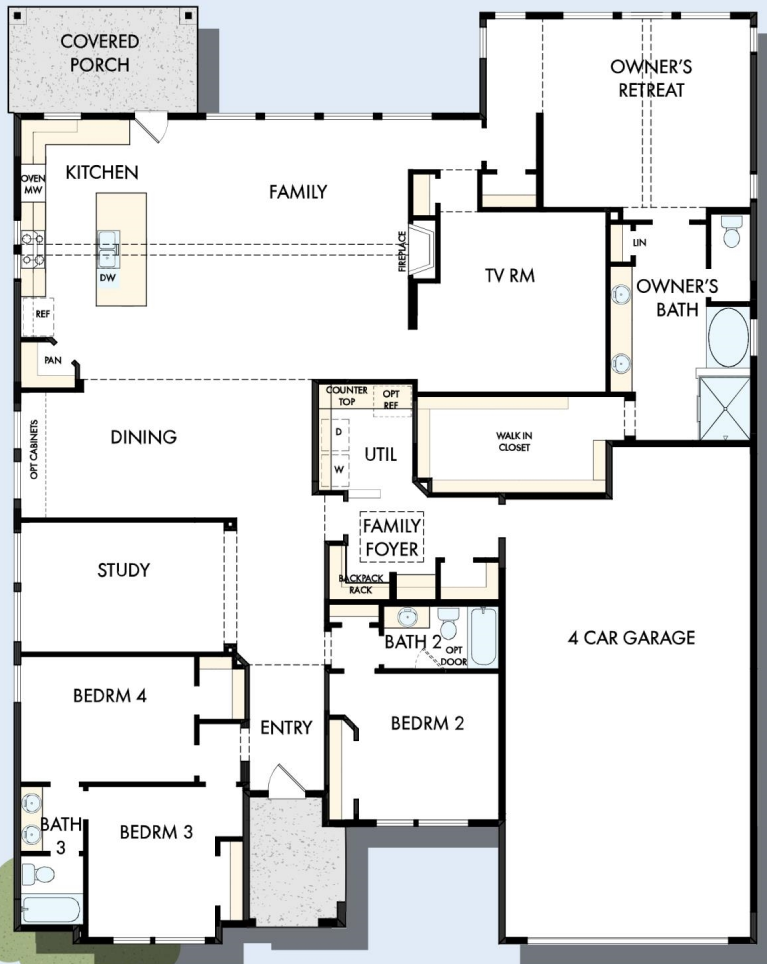 COVERED
PORCH
OWNER'S
RETREAT
KITCHEN
OVEN
MW
FAMILY
FIREPLACE
TV RM
LIN
OWNER'S
BATH
DW
REF
PAN
COUNTER
TOP
OPT
REF
DINING
OPT CABINETS
D
W
UTIL
WALK IN
CLOSET
FAMILY
FOYER
STUDY
BACKPACK
RACK
4 CAR GARAGE
BATH 2
OPT
DOOR
BEDRM 4
ENTRY
BEDRM 2
BATH
3
BEDRM 3